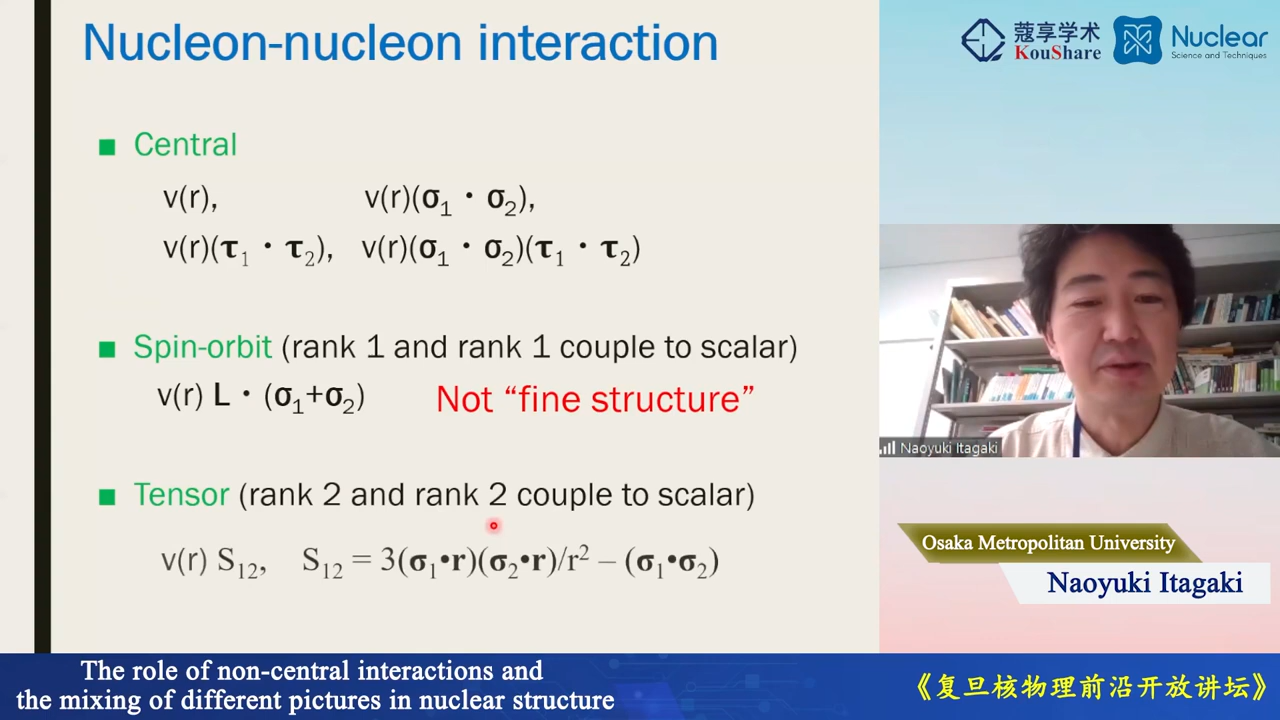 Nucleon-nucleon interaction
■ Central
v(r), v(r)(σ₁・σ₂),
v(r)(τ₁・τ₂), v(r)(σ₁・σ₂)(τ₁・τ₂)
■ Spin-orbit (rank 1 and rank 1 couple to scalar)
v(r) L・(σ₁+σ₂) Not “fine structure”
■ Tensor (rank 2 and rank 2 couple to scalar)
v(r) S₁₂, S₁₂ = 3(σ₁•r)(σ₂•r)/r² – (σ₁•σ₂)
蔻享学术
KouShare
Nuclear
Science and Techniques
Naoyuki Itagaki
Osaka Metropolitan University
Naoyuki Itagaki
The role of non-central interactions and
the mixing of different pictures in nuclear structure
《复旦核物理前沿开放讲坛》